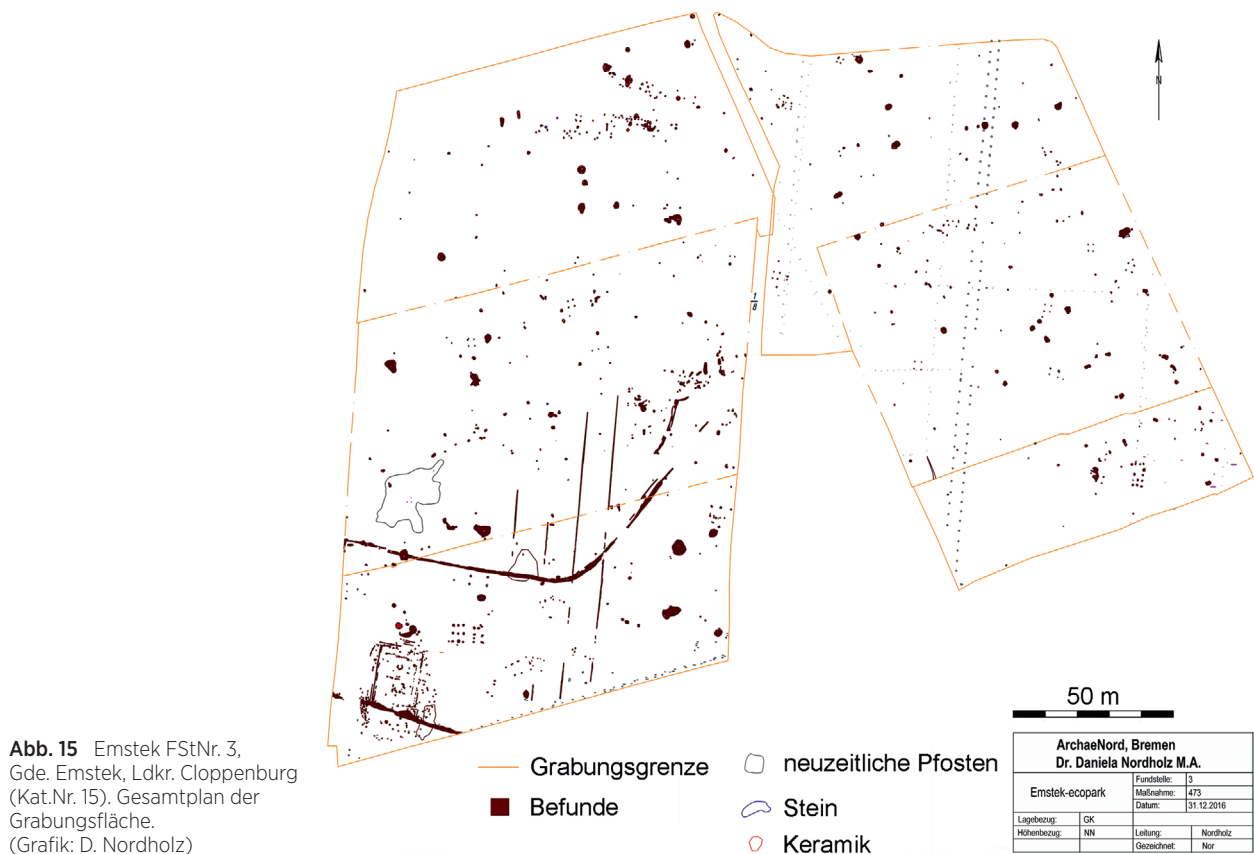 N
1
8
50 m
Abb. 15 Emstek FStNr. 3,
Gde. Emstek, Ldkr. Cloppenburg
(Kat.Nr. 15). Gesamtplan der
Grabungsfläche.
(Grafik: D. Nordholz)
Grabungsgrenze
Befunde
neuzeitliche Pfosten
Stein
Keramik
ArchaeNord, Bremen
Dr. Daniela Nordholz M.A.
Emstek-ecopark
Fundstelle: 3
Maßnahme: 473
Datum: 31.12.2016
Lagebezug: GK
Höhenbezug: NN Leitung: Nordholz
Gezeichnet: Nor